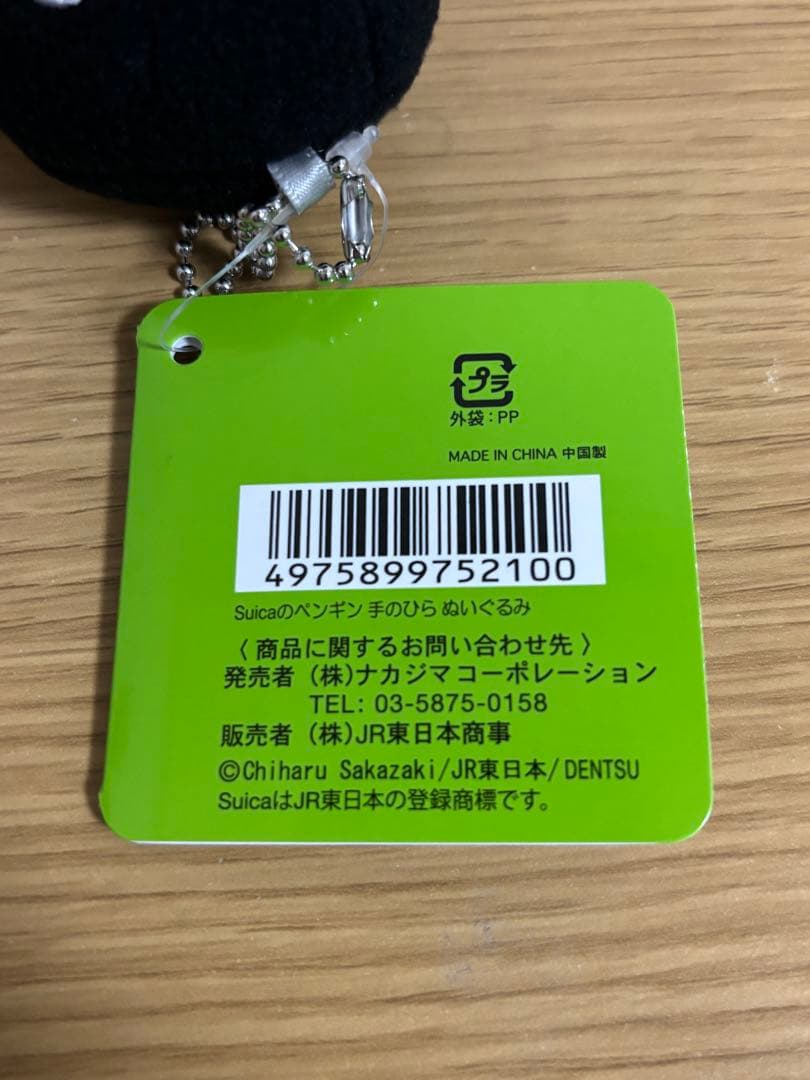 プラ
外袋：PP
MADE IN CHINA 中国製
4975899752100
Suicaのペンギン 手のひら ぬいぐるみ
〈 商品に関するお問い合わせ先 〉
発売者（株）ナカジマコーポレーション
TEL: 03-5875-0158
販売者（株）JR東日本商事
©Chiharu Sakazaki/JR東日本/DENTSU
SuicaはJR東日本の登録商標です。